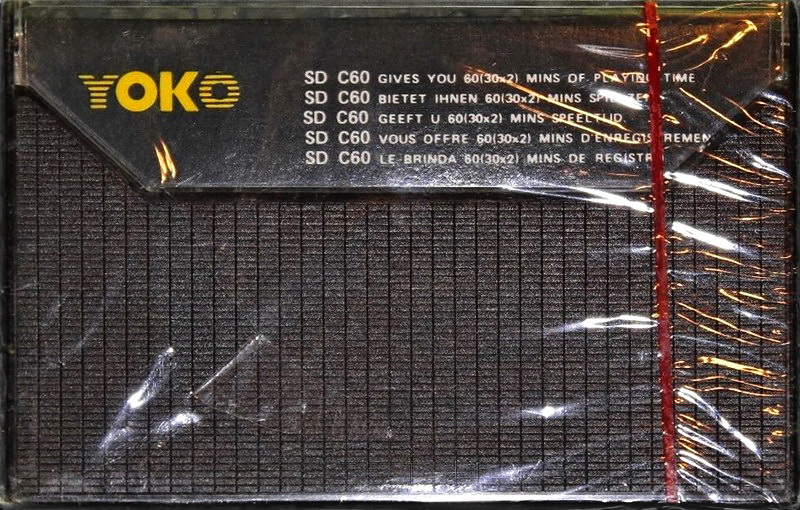 YOKO
SD C60 GIVES YOU 60(30x2) MINS OF PLAYING TIME
SD C60 BIETET IHNEN 60(30x2) MINS
SD C60 GEEFT U 60(30x2) MINS SPEELTIJD.
SD C60 VOUS OFFRE 60(30x2) MINS
SD C60 LE BRINDA 60(30x2) MINS DE